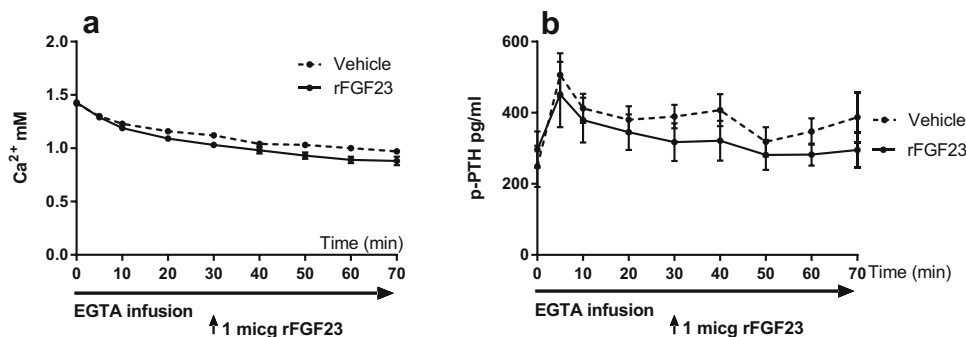 a
2.0
1.5
1.0
0.5
0.0
Ca2+ mM
Vehicle
rFGF23
Time (min)
0 10 20 30 40 50 60 70
EGTA infusion
1 micg rFGF23
b
600
400
200
0
p-PTH pg/ml
Vehicle
rFGF23
0 10 20 30 40 50 60 70
Time (min)
EGTA infusion
1 micg rFGF23